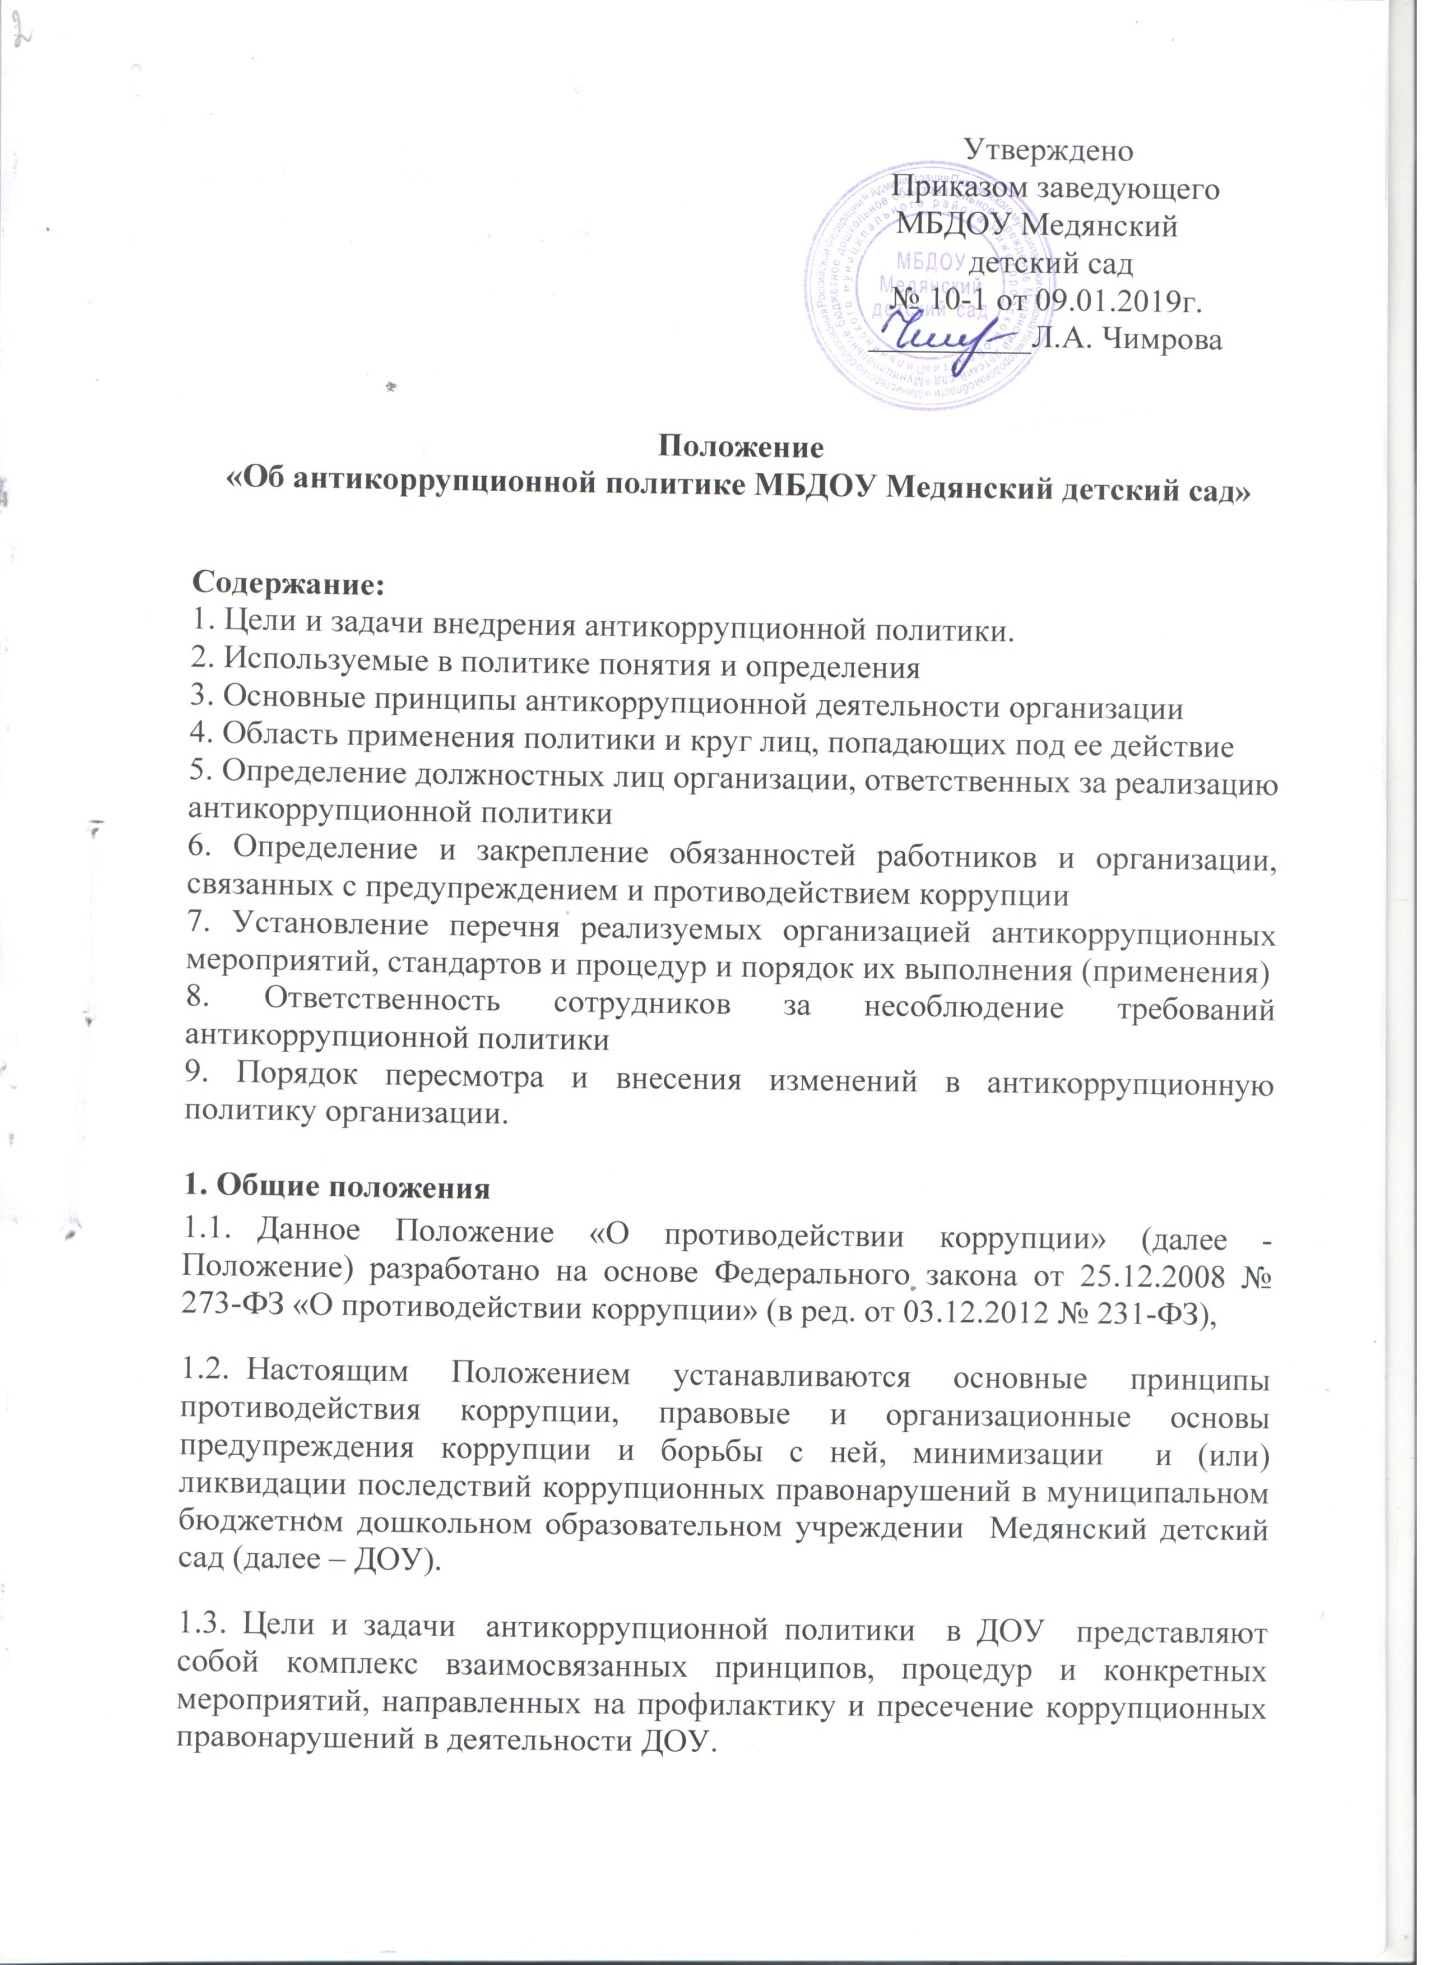 2
Утверждено
Приказом заведующего
МБДОУ Медянский
детский сад
№ 10-1 от 09.01.2019г.
Л.А. Чимрова
МБДОУ
Медянский
детский сад
Положение
«Об антикоррупционной политике МБДОУ Медянский детский сад»
Содержание:
1. Цели и задачи внедрения антикоррупционной политики.
2. Используемые в политике понятия и определения
3. Основные принципы антикоррупционной деятельности организации
4. Область применения политики и круг лиц, попадающих под ее действие
5. Определение должностных лиц организации, ответственных за реализацию
антикоррупционной политики
6. Определение и закрепление обязанностей работников и организации,
связанных с предупреждением и противодействием коррупции
7. Установление перечня реализуемых организацией антикоррупционных
мероприятий, стандартов и процедур и порядок их выполнения (применения)
8. Ответственность сотрудников за несоблюдение требований
антикоррупционной политики
9. Порядок пересмотра и внесения изменений в антикоррупционную
политику организации.
1. Общие положения
1.1. Данное Положение «О противодействии коррупции» (далее -
Положение) разработано на основе Федерального закона от 25.12.2008 №
273-ФЗ «О противодействии коррупции» (в ред. от 03.12.2012 № 231-ФЗ),
1.2. Настоящим Положением устанавливаются основные принципы
противодействия коррупции, правовые и организационные основы
предупреждения коррупции и борьбы с ней, минимизации и (или)
ликвидации последствий коррупционных правонарушений в муниципальном
бюджетном дошкольном образовательном учреждении Медянский детский
сад (далее – ДОУ).
1.3. Цели и задачи антикоррупционной политики в ДОУ представляют
собой комплекс взаимосвязанных принципов, процедур и конкретных
мероприятий, направленных на профилактику и пресечение коррупционных
правонарушений в деятельности ДОУ.